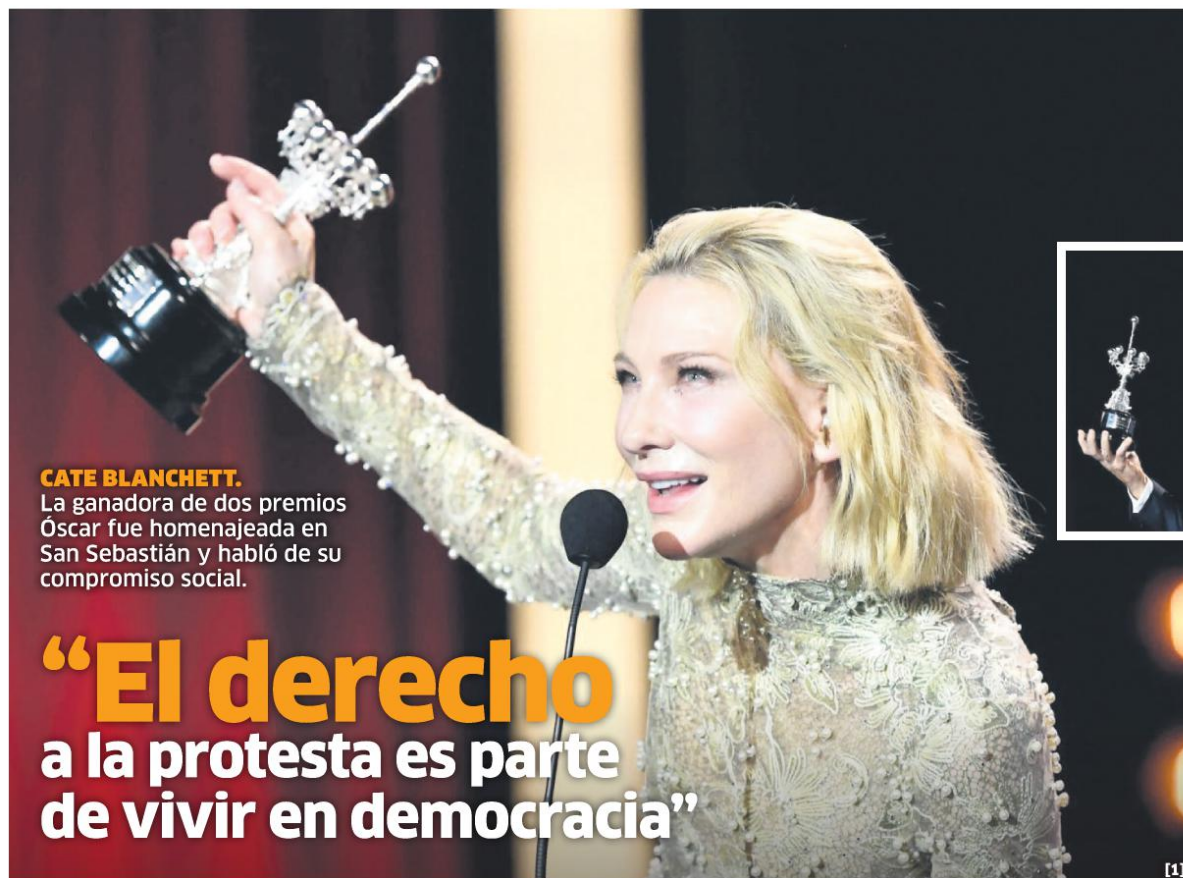 CATE BLANCHETT.
La ganadora de dos premios
Óscar fue homenajeada en
San Sebastián y habló de su
compromiso social.
“El derecho
a la protesta es parte
de vivir en democracia”
[1]